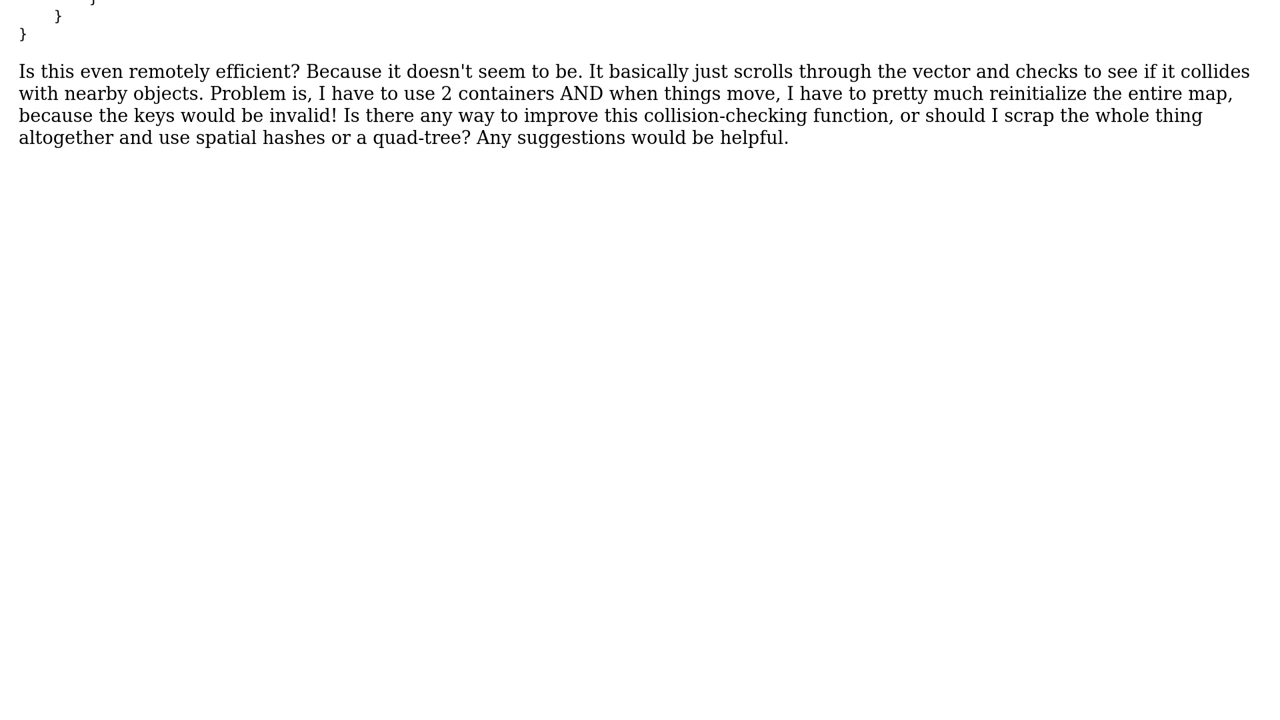 }
}
}
Is this even remotely efficient? Because it doesn't seem to be. It basically just scrolls through the vector and checks to see if it collides
with nearby objects. Problem is, I have to use 2 containers AND when things move, I have to pretty much reinitialize the entire map,
because the keys would be invalid! Is there any way to improve this collision-checking function, or should I scrap the whole thing
altogether and use spatial hashes or a quad-tree? Any suggestions would be helpful.